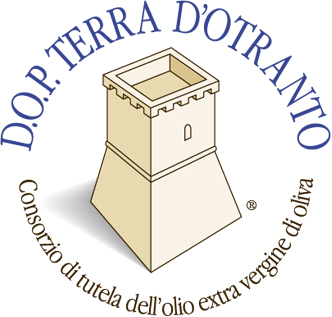 D.O.P. TERRA D'OTRANTO
®
Consorzio di tutela dell'olio extra vergine di oliva